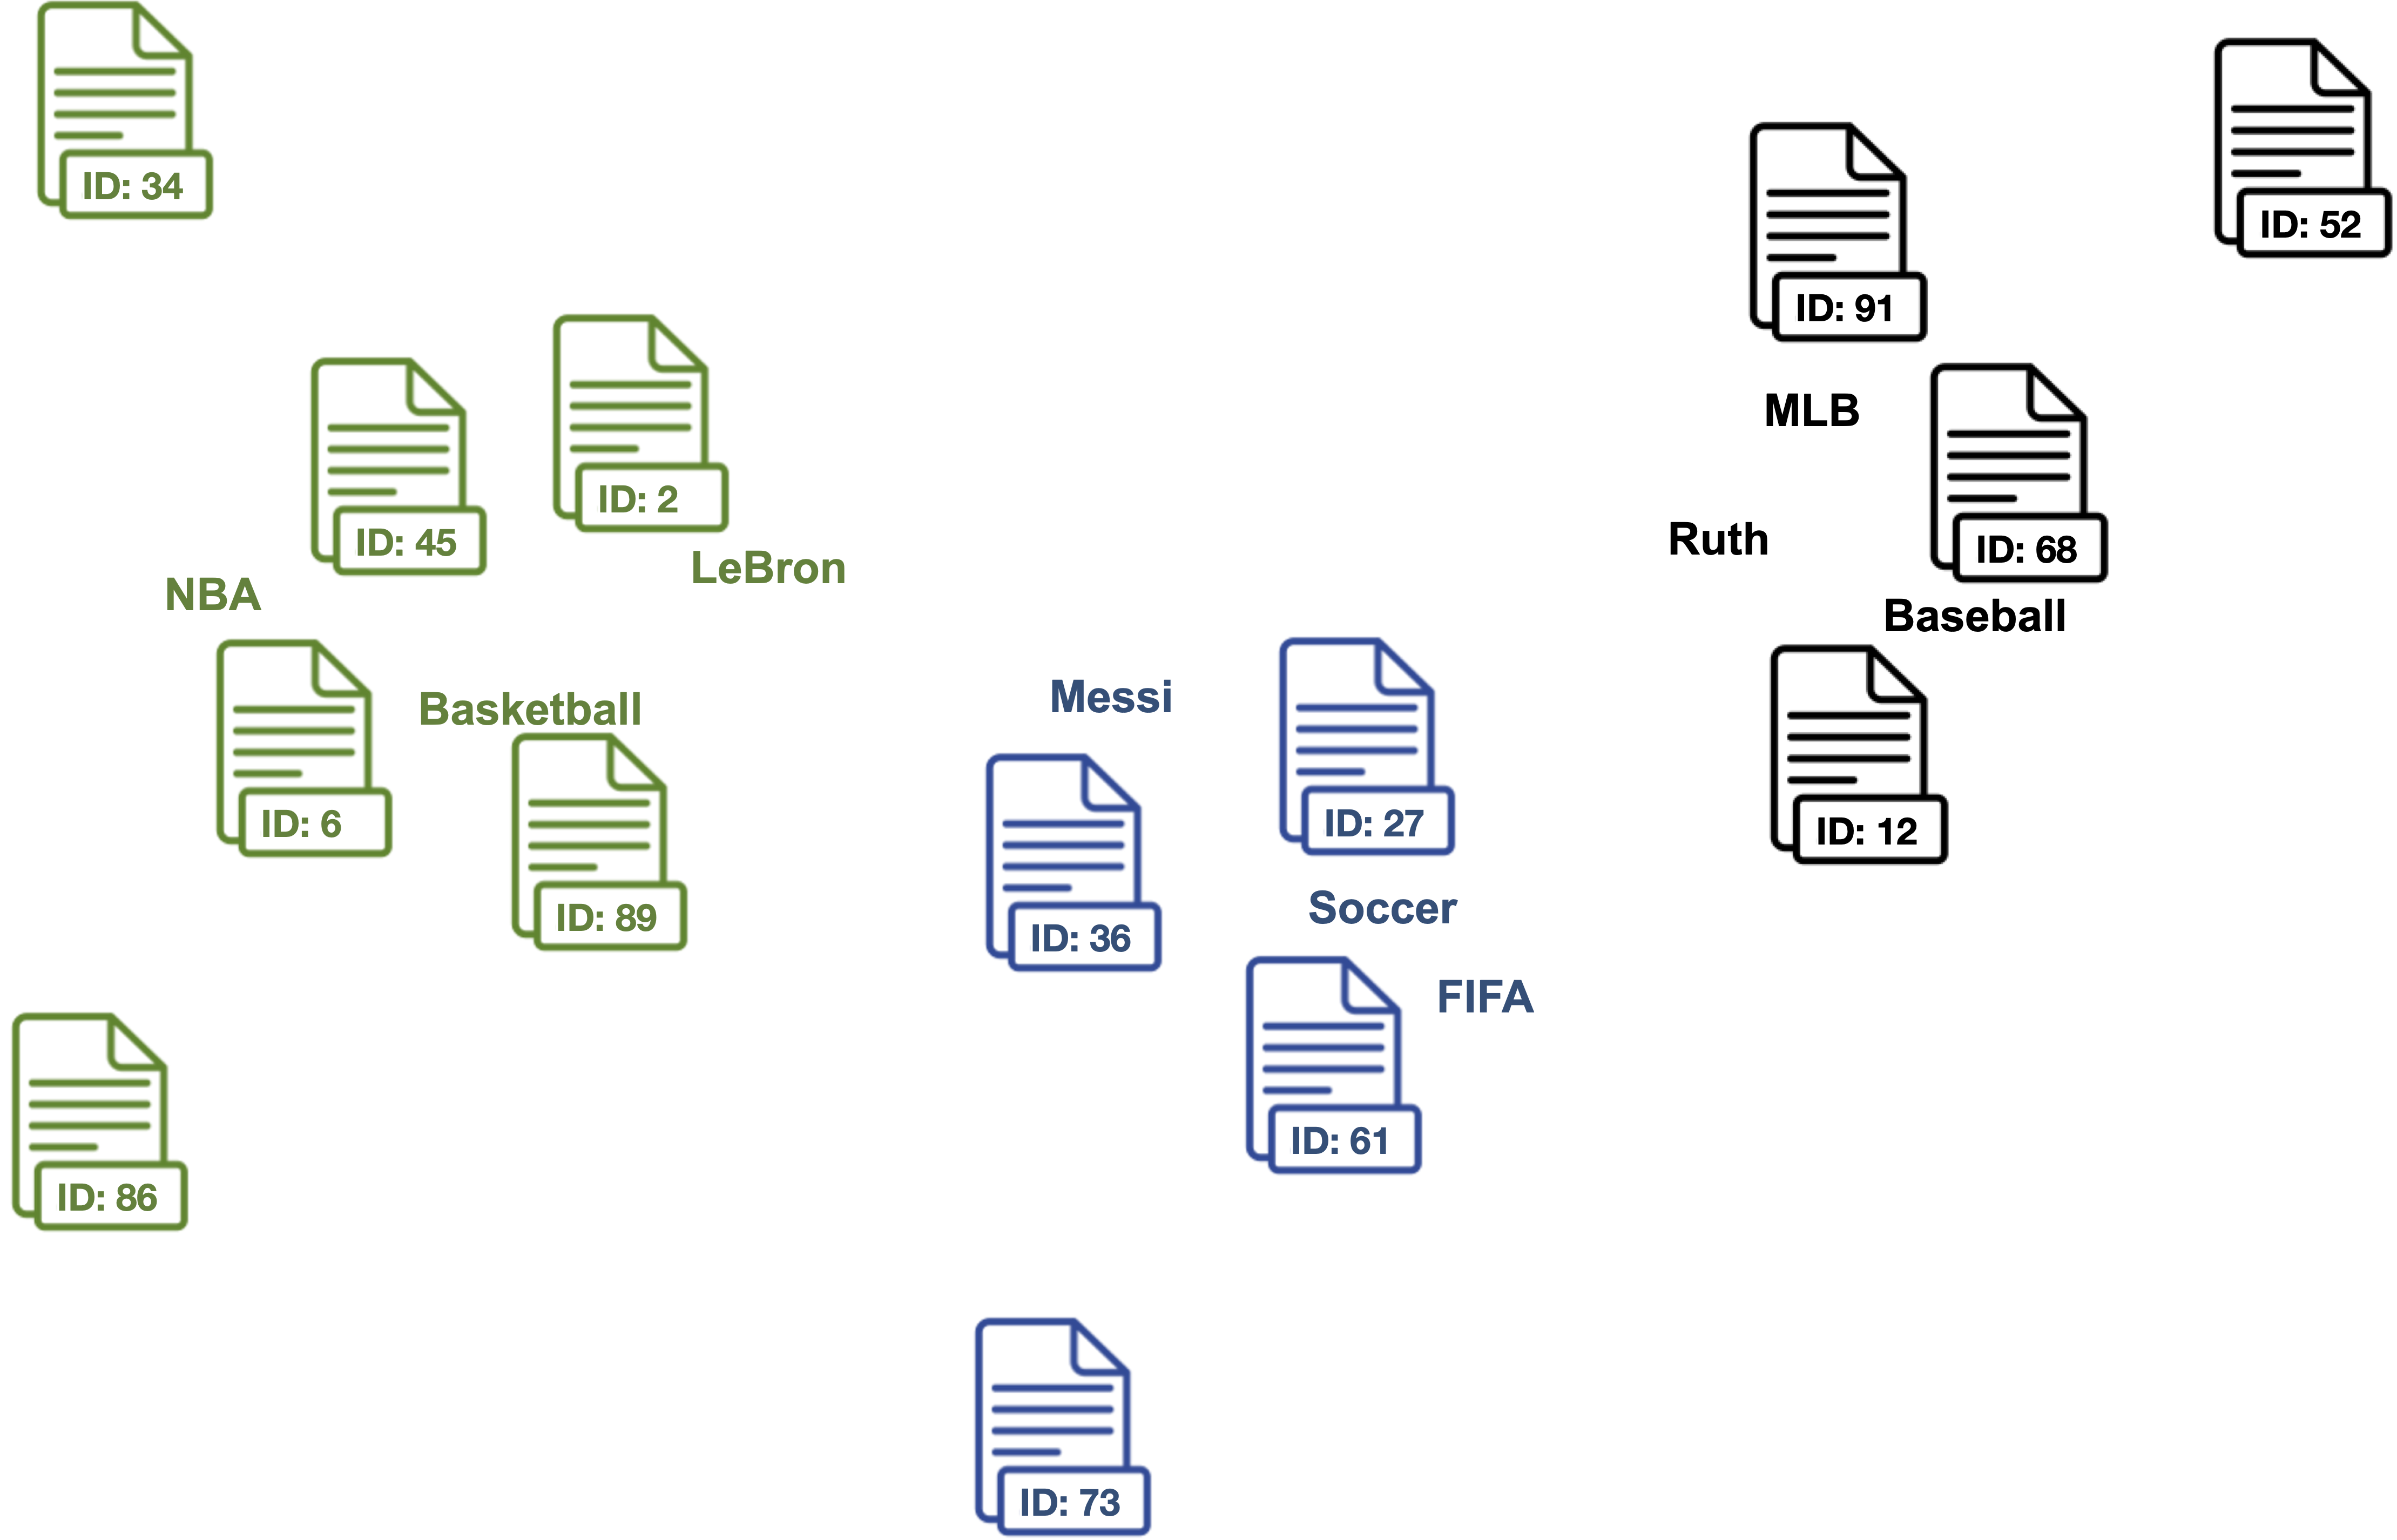 ID: 34
ID: 52
ID: 91
MLB
ID: 2
ID: 45
LeBron
NBA
Ruth
ID: 68
Baseball
Basketball
Messi
ID: 6
ID: 27
ID: 12
ID: 89
ID: 36
Soccer
FIFA
ID: 61
ID: 86
ID: 73